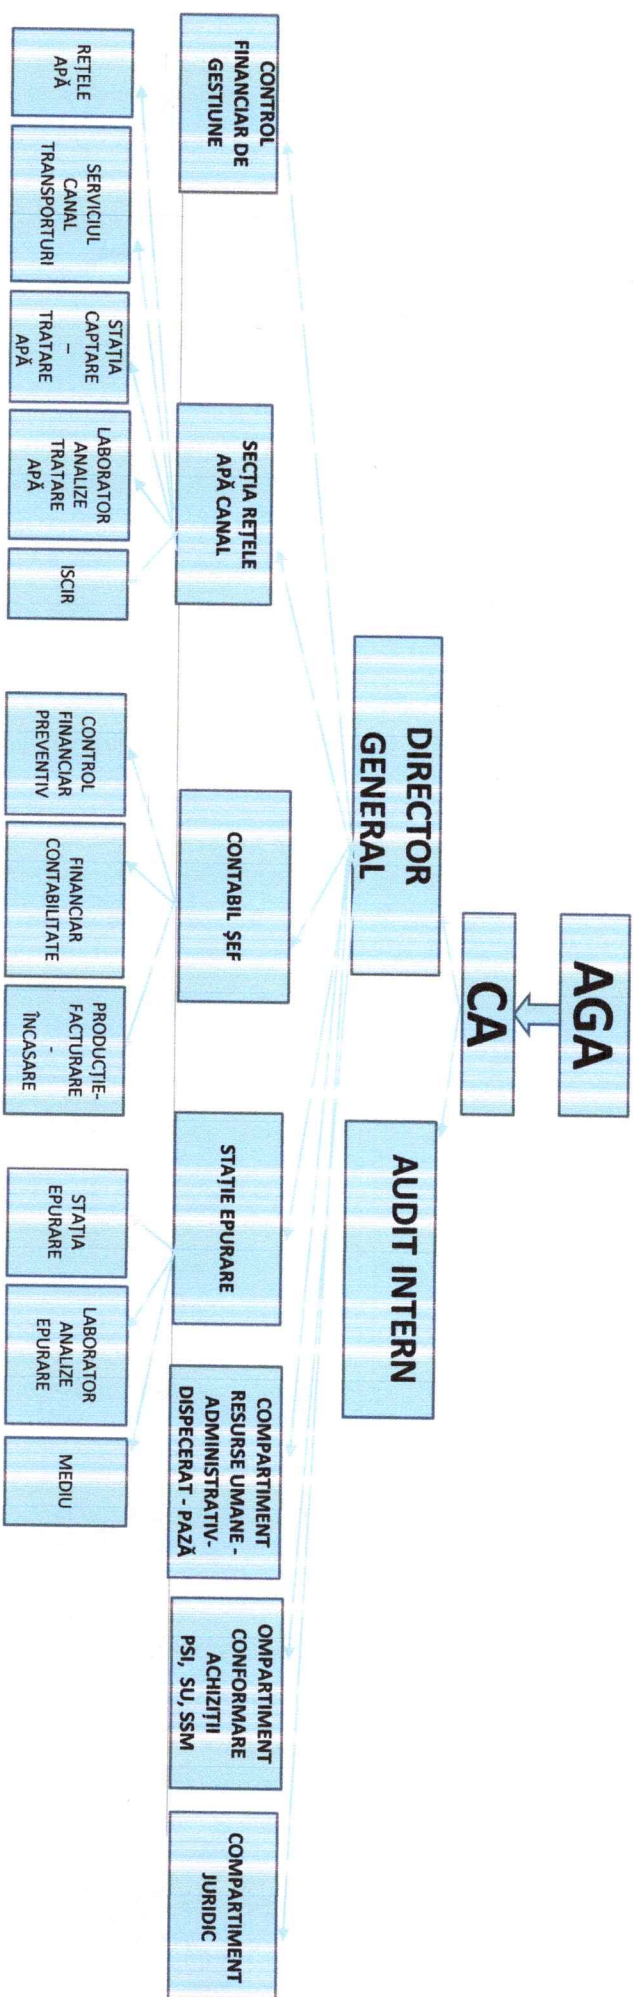 AGA
CA
DIRECTOR
GENERAL
AUDIT INTERN
CONTROL
FINANCIAR DE
GESTIUNE
SECȚIA REȚELE
APĂ CANAL
CONTABIL ȘEF
STAȚIE EPURARE
COMPARTIMENT
RESURSE UMANE -
ADMINISTRATIV-
DISPECERAT - PAZĂ
OMPARTIMENT
CONFORMARE
ACHIZIȚII
PSI, SU, SSM
COMPARTIMENT
JURIDIC
REȚELE
APĂ
SERVICIUL
CANAL
TRANSPORTURI
STAȚIA
CAPTARE
–
TRATARE
APĂ
LABORATOR
ANALIZE
TRATARE
APĂ
ISCIR
CONTROL
FINANCIAR
PREVENTIV
FINANCIAR
CONTABILITATE
PRODUCȚIE-
FACTURARE
-
ÎNCASARE
STAȚIA
EPURARE
LABORATOR
ANALIZE
EPURARE
MEDIU